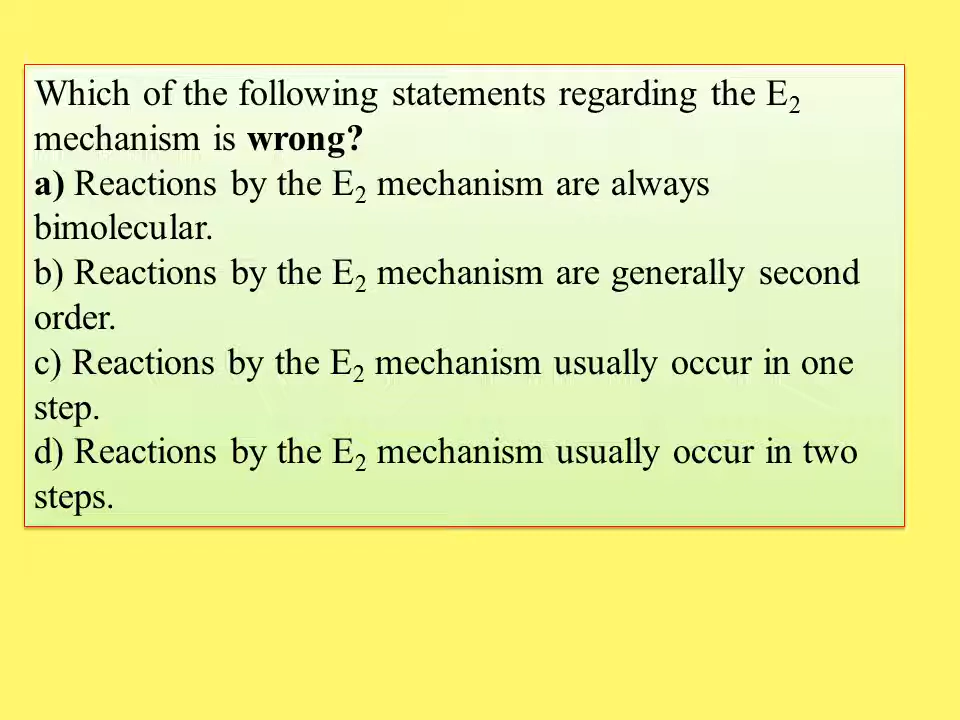 Which of the following statements regarding the E₂
mechanism is wrong?
a) Reactions by the E₂ mechanism are always
bimolecular.
b) Reactions by the E₂ mechanism are generally second
order.
c) Reactions by the E₂ mechanism usually occur in one
step.
d) Reactions by the E₂ mechanism usually occur in two
steps.